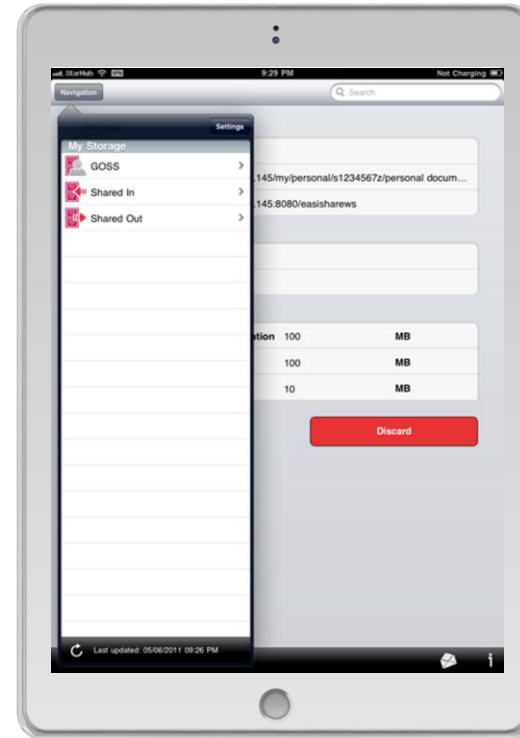 StarHub VPN 9:29 PM Not Charging
Navigation Search
Settings
My Storage
GOSS
.145/my/personal/s1234567z/personal docum...
Shared In
.145:8080/easisharews
Shared Out
ation 100 MB
100 MB
10 MB
Discard
Last updated: 05/06/2011 09:26 PM
i